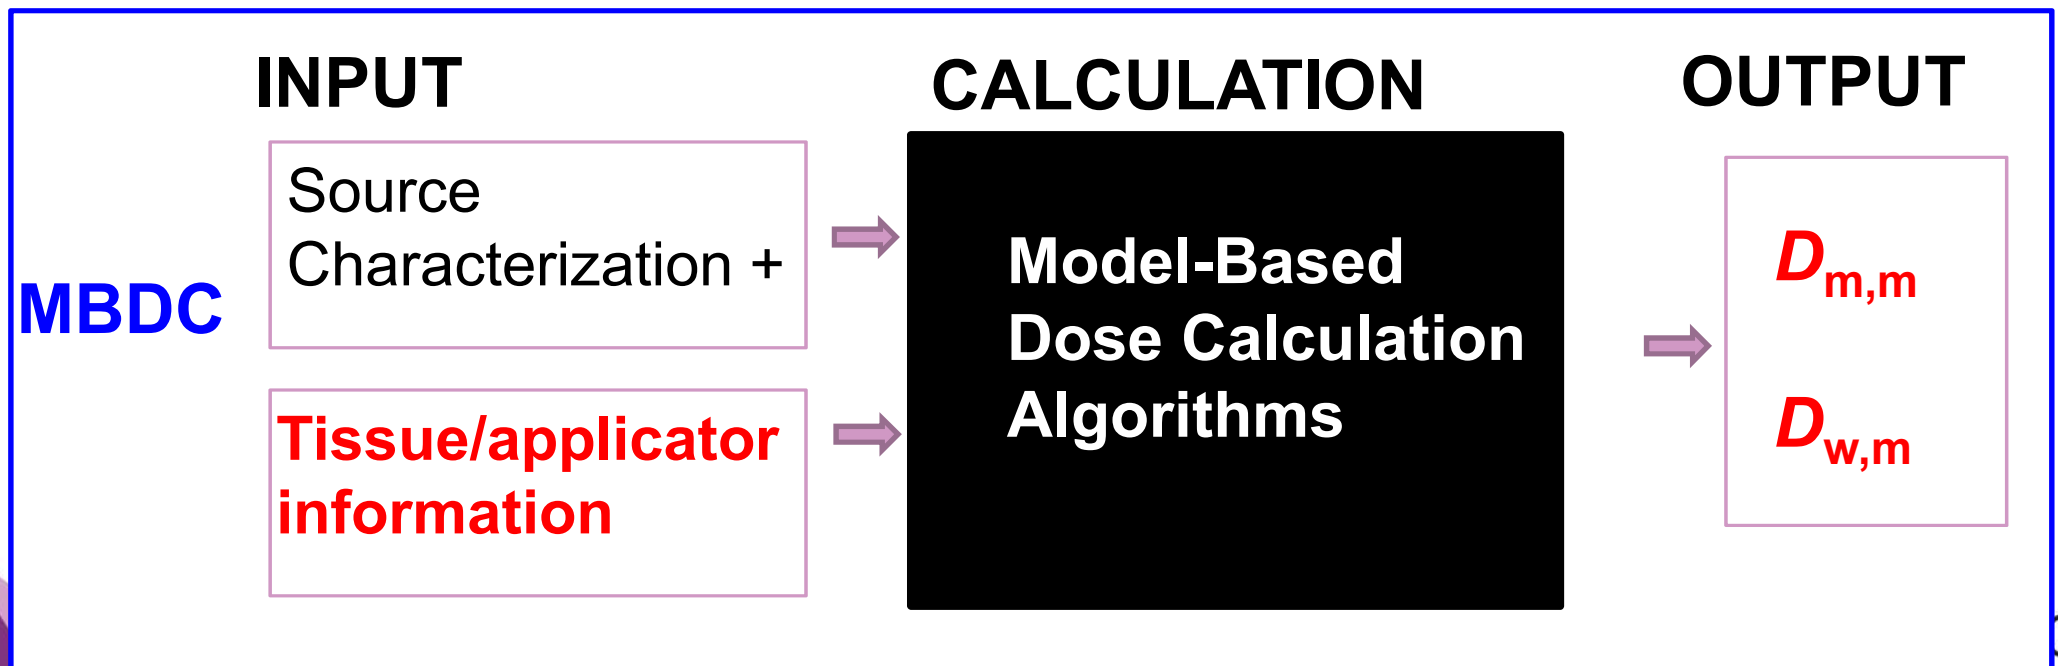 INPUT
CALCULATION
OUTPUT
MBDC
Source
Characterization +
Tissue/applicator
information
Model-Based
Dose Calculation
Algorithms
Dm,m
Dw,m